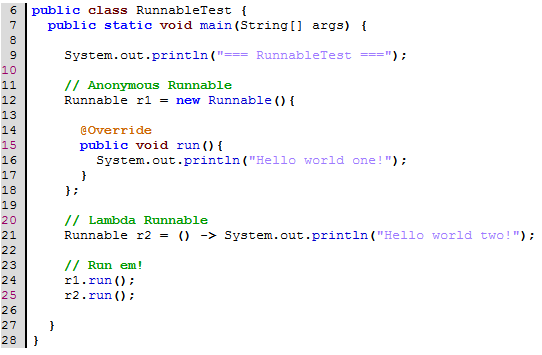 6 public class RunnableTest {
7   public static void main(String[] args) {
8
9     System.out.println("=== RunnableTest ===");
10
11     // Anonymous Runnable
12     Runnable r1 = new Runnable(){
13
14       @Override
15       public void run(){
16         System.out.println("Hello world one!");
17       }
18     };
19
20     // Lambda Runnable
21     Runnable r2 = () -> System.out.println("Hello world two!");
22
23     // Run em!
24     r1.run();
25     r2.run();
26
27   }
28 }